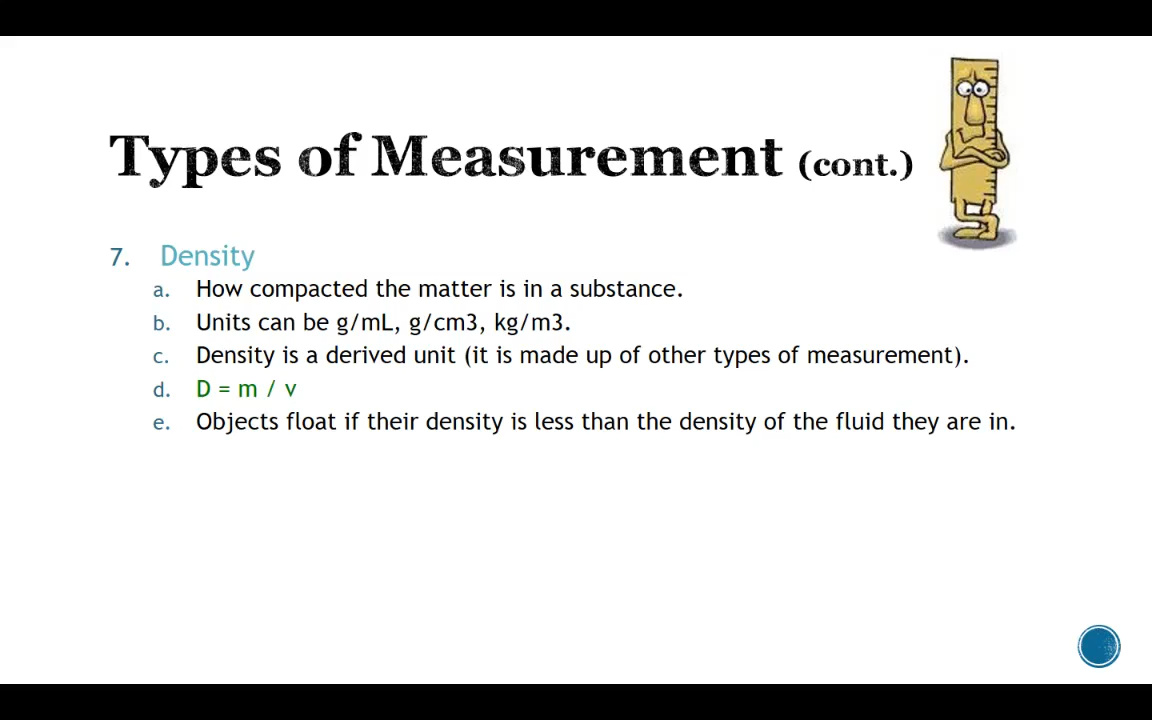 Types of Measurement (cont.)
7. Density
a. How compacted the matter is in a substance.
b. Units can be g/mL, g/cm3, kg/m3.
c. Density is a derived unit (it is made up of other types of measurement).
d. D = m / v
e. Objects float if their density is less than the density of the fluid they are in.